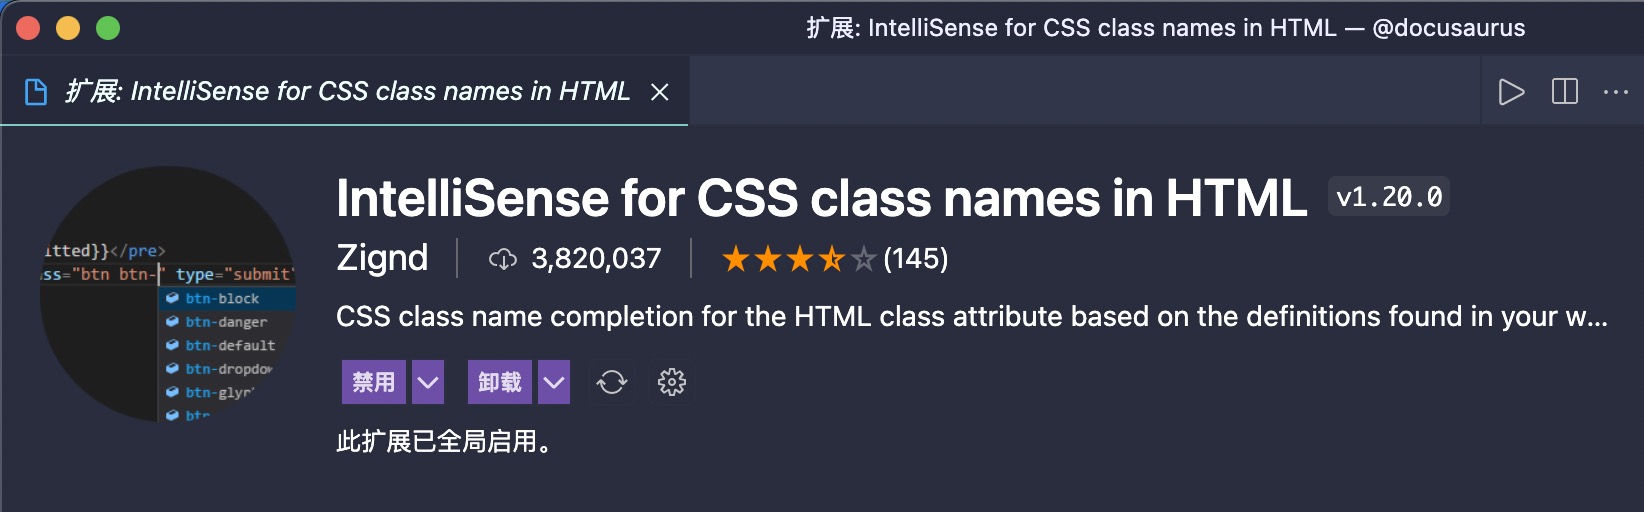 扩展: IntelliSense for CSS class names in HTML — @docusaurus
扩展: IntelliSense for CSS class names in HTML
IntelliSense for CSS class names in HTML v1.20.0
Zignd 3,820,037 (145)
CSS class name completion for the HTML class attribute based on the definitions found in your w...
禁用 卸载
此扩展已全局启用。
itted}}</pre>
ss="btn btn-" type="submit"
btn-block
btn-danger
btn-default
btn-dropdow
btn-glyp
btn